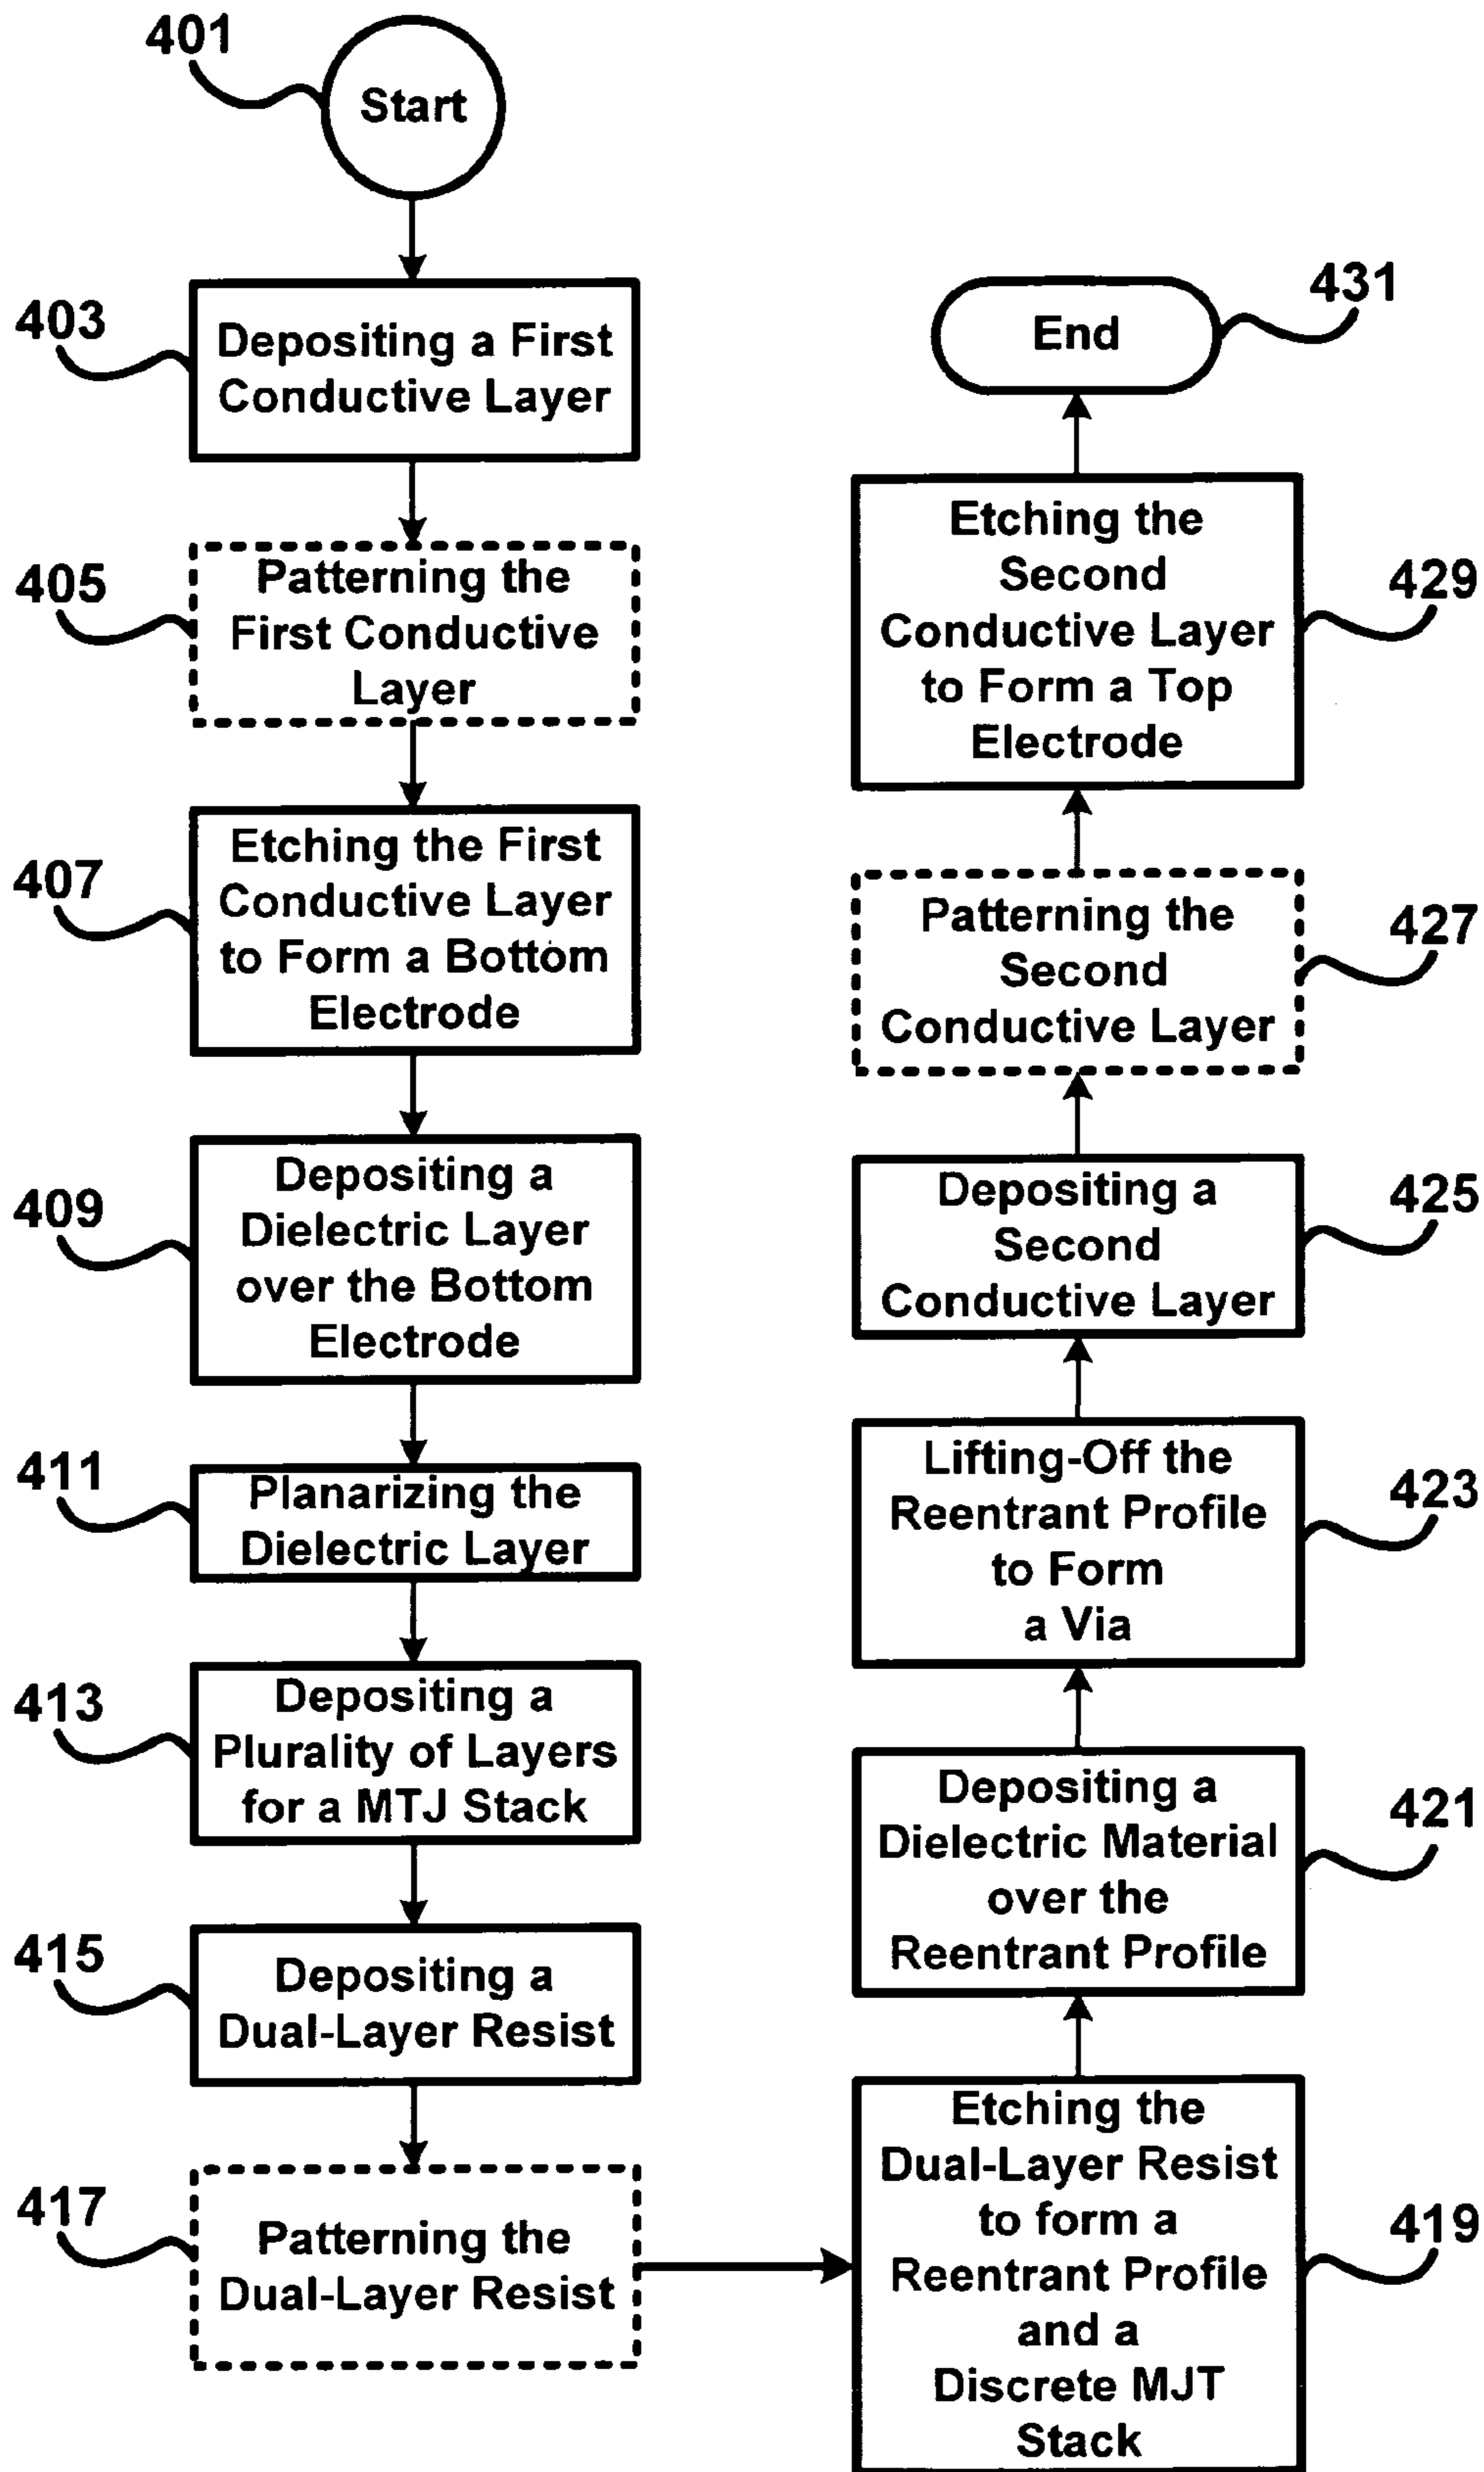 401
Start
403
Depositing a First
Conductive Layer
405
Patterning the
First Conductive
Layer
407
Etching the First
Conductive Layer
to Form a Bottom
Electrode
409
Depositing a
Dielectric Layer
over the Bottom
Electrode
411
Planarizing the
Dielectric Layer
413
Depositing a
Plurality of Layers
for a MTJ Stack
415
Depositing a
Dual-Layer Resist
417
Patterning the
Dual-Layer Resist
Etching the
Dual-Layer Resist
to form a
Reentrant Profile
and a
Discrete MJT
Stack
419
Depositing a
Dielectric Material
over the
Reentrant Profile
421
Lifting-Off the
Reentrant Profile
to Form
a Via
423
Depositing a
Second
Conductive Layer
425
Patterning the
Second
Conductive Layer
427
Etching the
Second
Conductive Layer
to Form a Top
Electrode
429
End
431